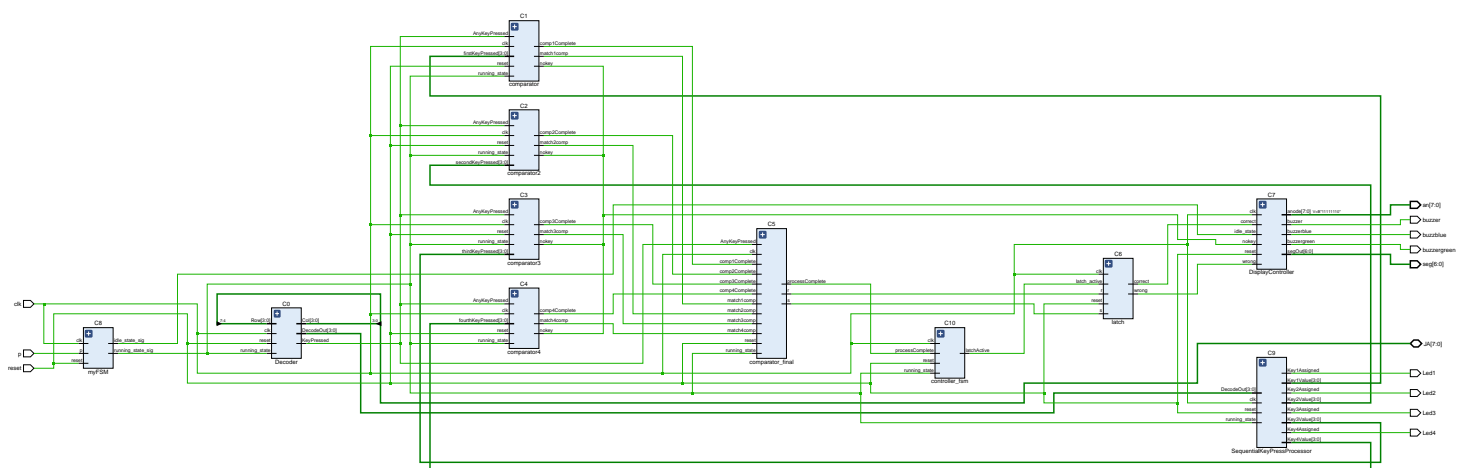 C1
AnyKeyPressed
clk
firstKeyPressed[3:0]
reset
running_state
comp1Complete
match1comp
nokey
comparator
C2
AnyKeyPressed
clk
reset
running_state
secondKeyPressed[3:0]
comp2Complete
match2comp
nokey
comparator2
C3
AnyKeyPressed
clk
reset
running_state
thirdKeyPressed[3:0]
comp3Complete
match3comp
nokey
comparator3
C4
AnyKeyPressed
clk
fourthKeyPressed[3:0]
reset
running_state
comp4Complete
match4comp
nokey
comparator4
C5
AnyKeyPressed
clk
comp1Complete
comp2Complete
comp3Complete
comp4Complete
match1comp
match2comp
match3comp
match4comp
reset
running_state
processComplete
r
s
comparator_final
C7
clk
correct
idle_state
nokey
reset
wrong
anode[7:0]
buzzer
buzzerblue
buzzergreen
segOut[6:0]
DisplayController
an[7:0]
buzzer
buzzblue
buzzergreen
seg[6:0]
C6
clk
latch_active
r
reset
s
correct
wrong
latch
clk
p
reset
C8
clk
p
reset
idle_state_sig
running_state_sig
myFSM
C0
7:4
Row[3:0]
clk
reset
running_state
Col[3:0]
3:0
DecodeOut[3:0]
KeyPressed
Decoder
C10
clk
processComplete
reset
running_state
latchActive
controller_fsm
JA[7:0]
C9
DecodeOut[3:0]
clk
reset
running_state
Key1Assigned
Key1Value[3:0]
Key2Assigned
Key2Value[3:0]
Key3Assigned
Key3Value[3:0]
Key4Assigned
Key4Value[3:0]
SequentialKeyPressProcessor
Led1
Led2
Led3
Led4